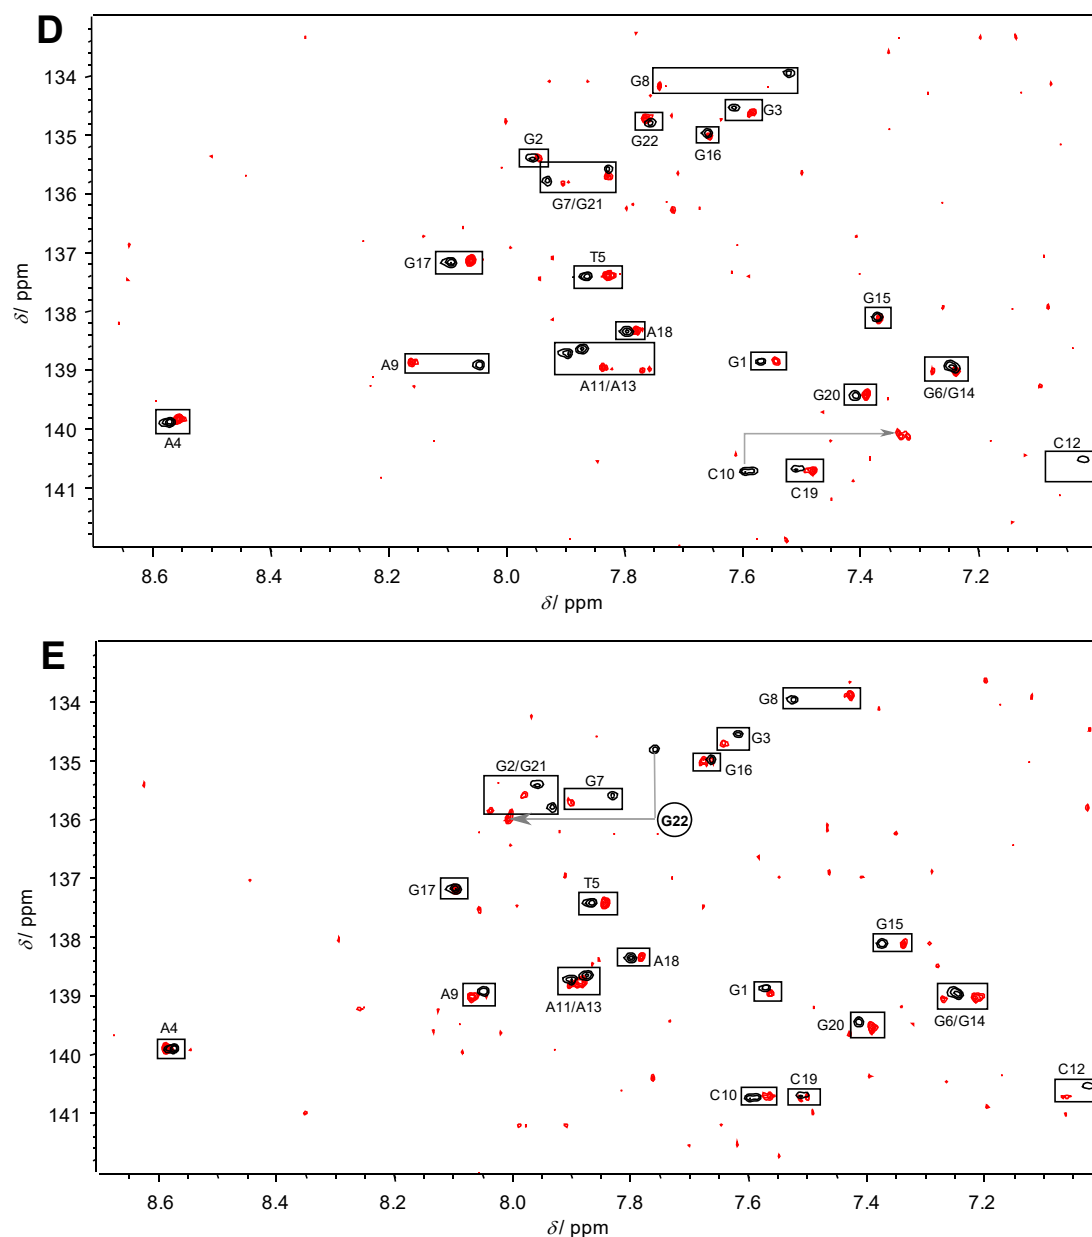 D
134
G8
G3
135
G22
G16
G2
136
G7/G21
137
G17
T5
138
G15
A18
139
A9
A11/A13
G1
G6/G14
G20
140
A4
C10
C19
C12
141
δ/ ppm
8.6 8.4 8.2 8.0 7.8 7.6 7.4 7.2
δ/ ppm
E
134
G8
G3
135
G16
G2/G21
G7
136
G22
137
G17
T5
138
G15
A18
139
A9
A11/A13
G1
G6/G14
G20
140
A4
C10
C19
C12
141
δ/ ppm
8.6 8.4 8.2 8.0 7.8 7.6 7.4 7.2
δ/ ppm